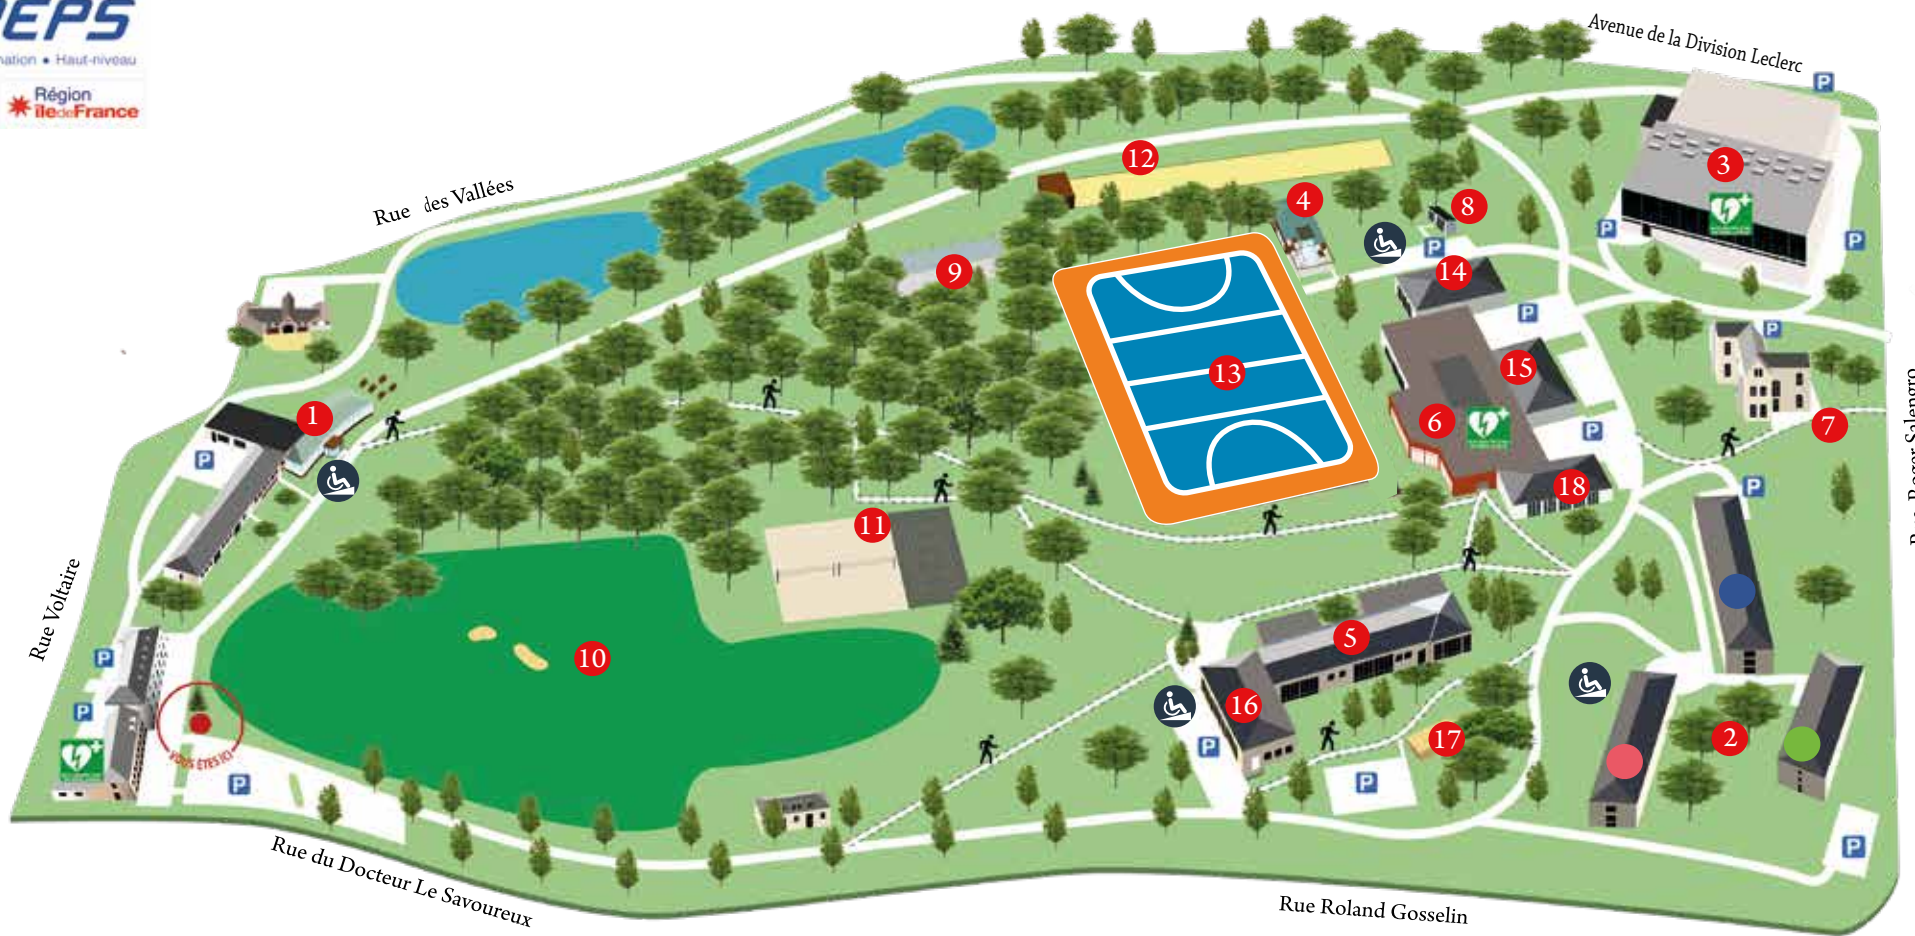 EPS
Haut-niveau
Région
îledeFrance
Avenue de la Division Leclerc
P
3
12
Rue des Vallées
4
8
P
P
P
9
14
P
P
13
15
1
6
7
P
P
18
P
11
Rue Voltaire
5
10
P
2
16
P
17
P
VOUS ÊTES ICI
P
P
P
Rue du Docteur Le Savoureux
Rue Roland Gosselin
Roger Salengro